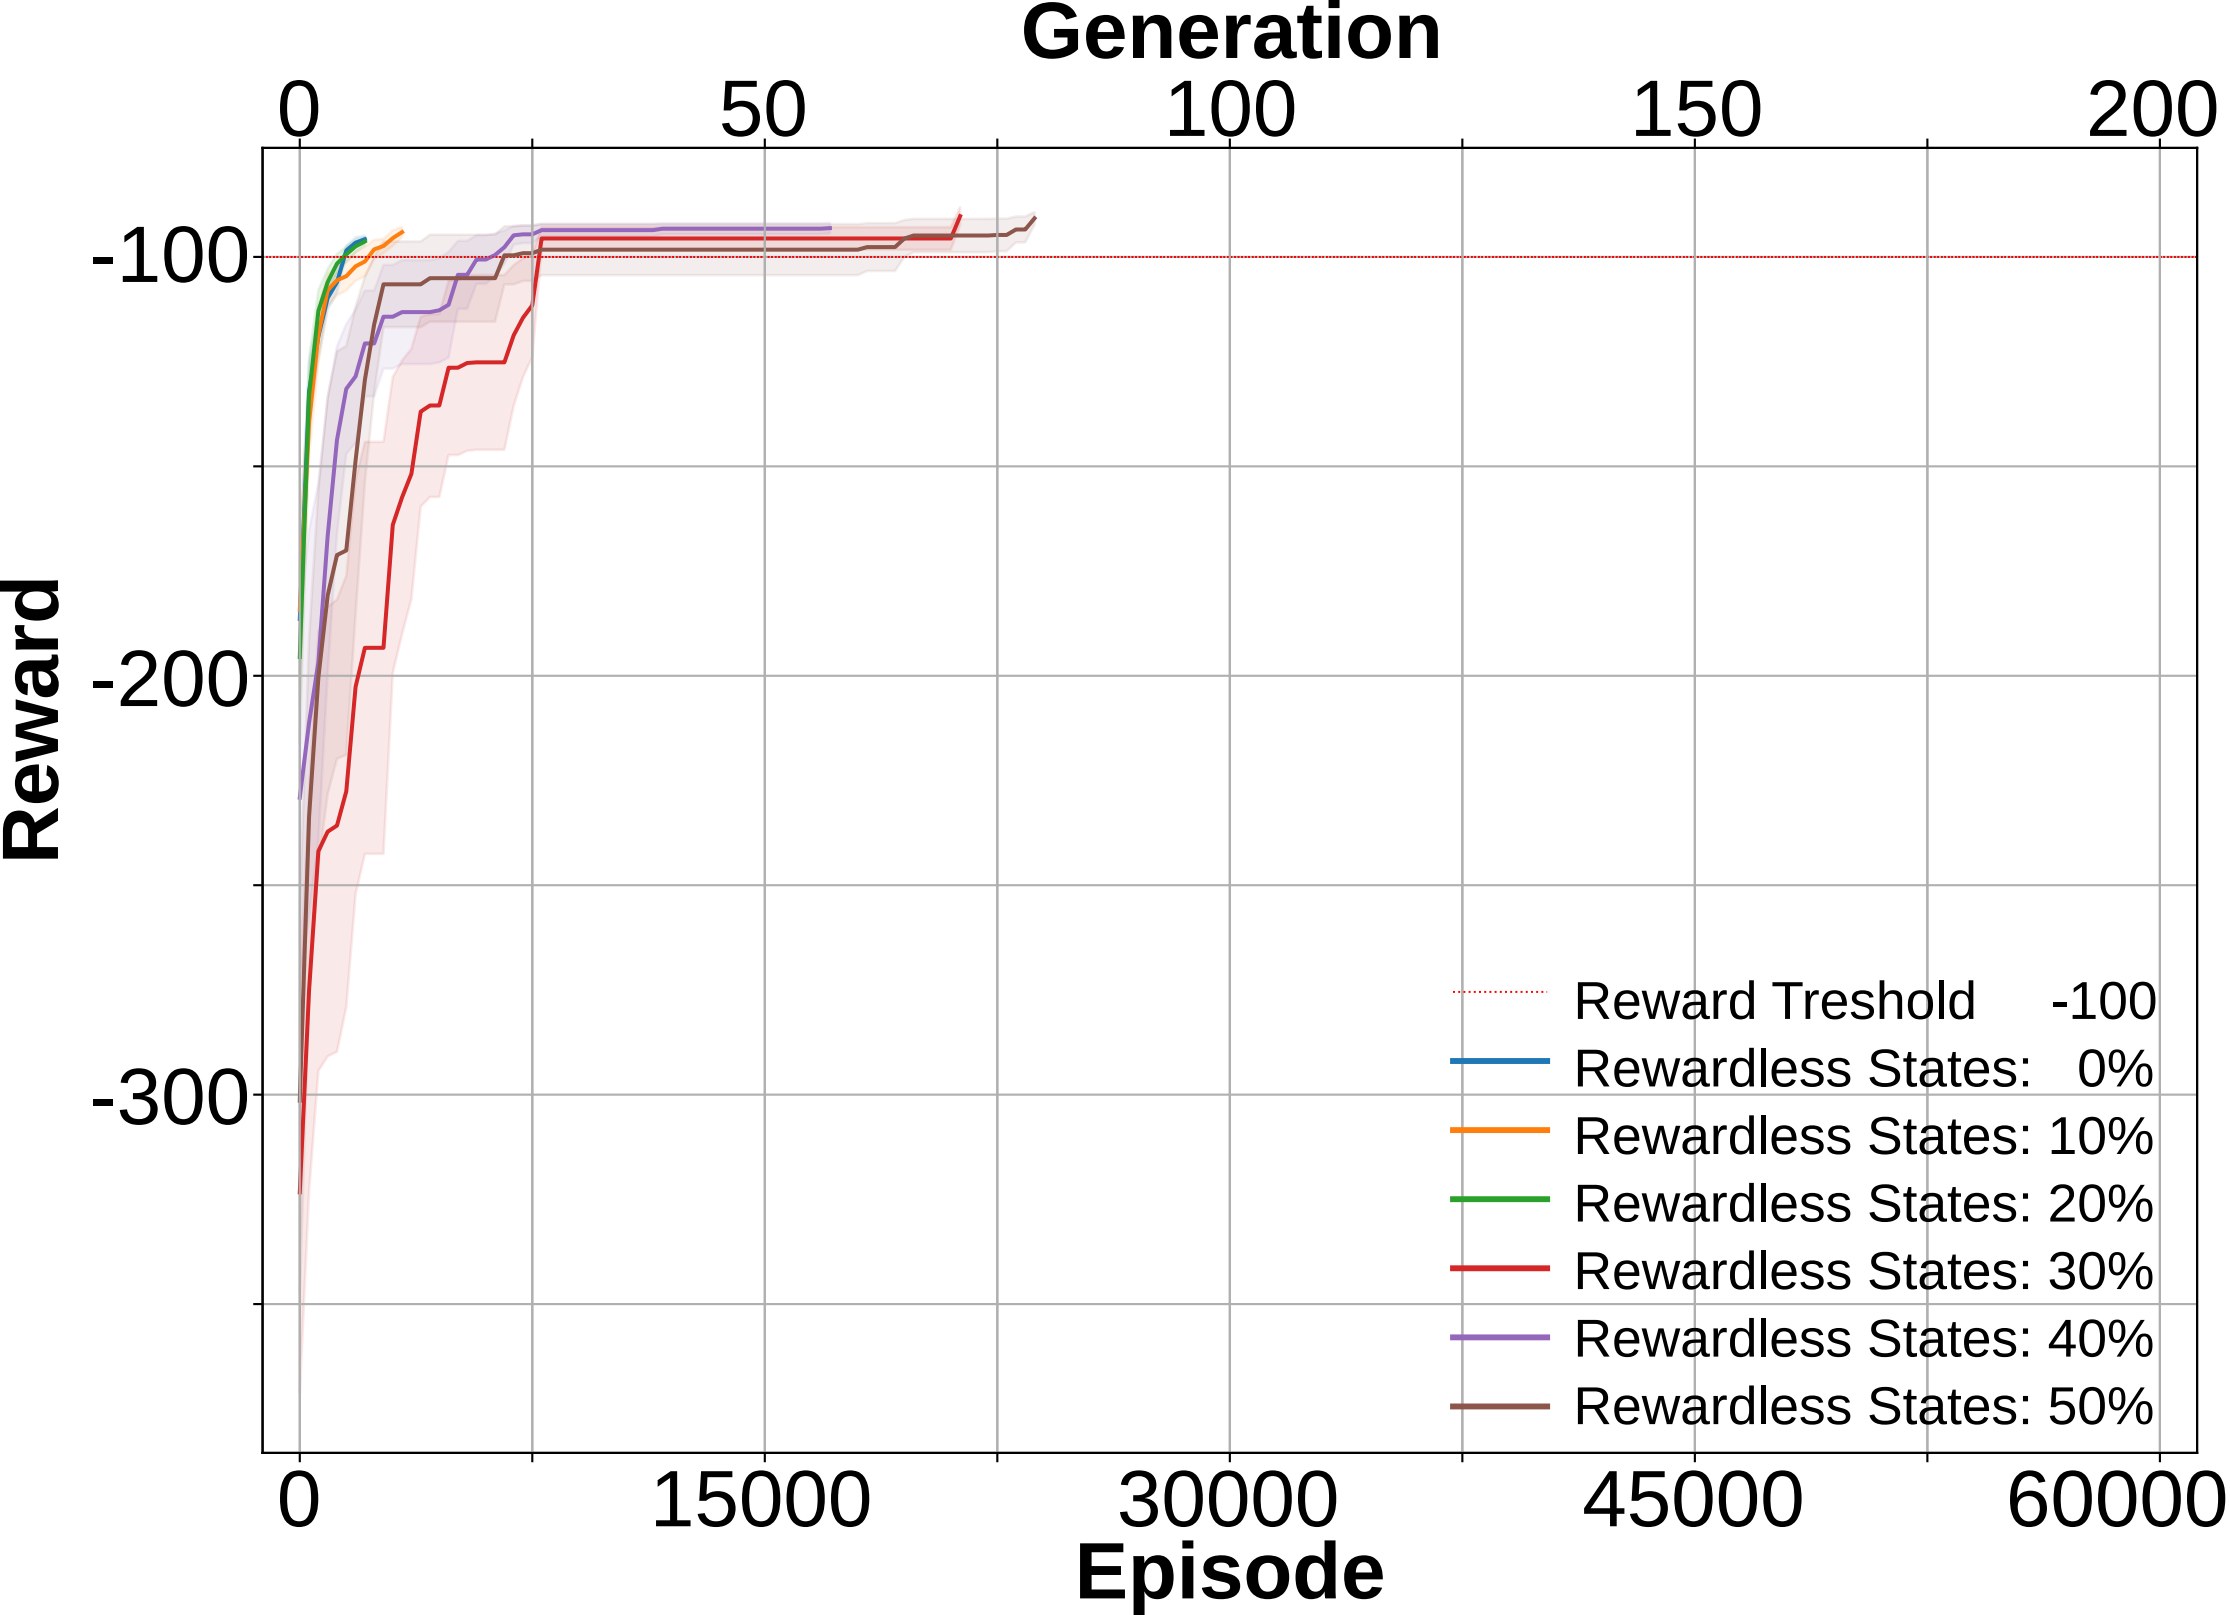 Generation
0 50 100 150 200
-100
-200
-300
Reward
Reward Treshold -100
Rewardless States: 0%
Rewardless States: 10%
Rewardless States: 20%
Rewardless States: 30%
Rewardless States: 40%
Rewardless States: 50%
0 15000 30000 45000 60000
Episode